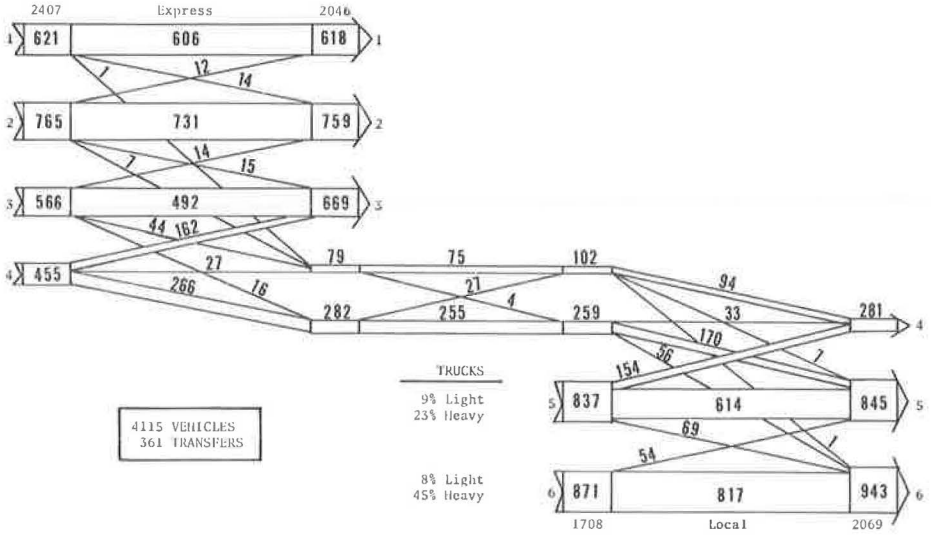 2407 Express 2046
1 621 606 618 1
1 12 14
2 765 731 759 2
7 14 15
3 566 492 669 3
44 162
4 455 27 79 75 102
266 16 27 94
282 255 4 259 33 281 4
56 170 7
154
TRUCKS
9% Light
23% Heavy
5 837 614 845 5
4115 VEHICLES
361 TRANSFERS
69 1
54
8% Light
45% Heavy
6 871 817 943 6
1708 Local 2069